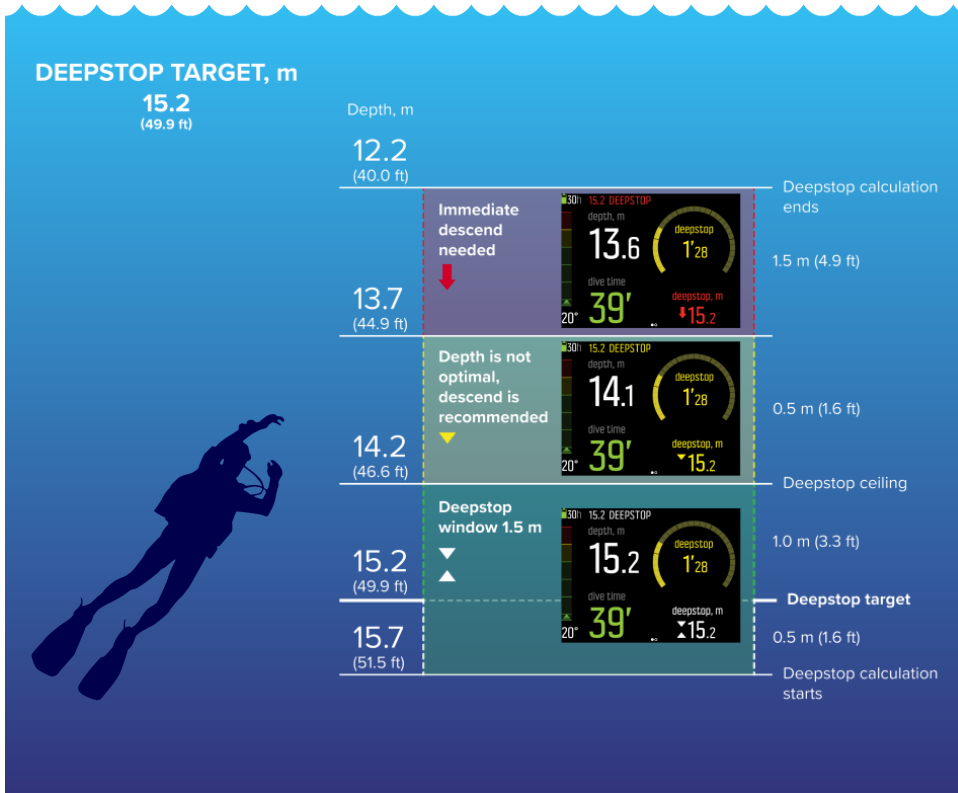 DEEPSTOP TARGET, m
15.2
(49.9 ft)
Depth, m
12.2
(40.0 ft)
Deepstop calculation
ends
Immediate
descend
needed
30h 15.2 DEEPSTOP
depth, m
13.6
deepstop
1'28
dive time
39'
deepstop, m
15.2
20°
1.5 m (4.9 ft)
13.7
(44.9 ft)
Depth is not
optimal,
descend is
recommended
30h 15.2 DEEPSTOP
depth, m
14.1
deepstop
1'28
dive time
39'
deepstop, m
15.2
20°
0.5 m (1.6 ft)
14.2
(46.6 ft)
Deepstop ceiling
Deepstop
window 1.5 m
30h 15.2 DEEPSTOP
depth, m
15.2
deepstop
1'28
dive time
39'
deepstop, m
15.2
20°
1.0 m (3.3 ft)
15.2
(49.9 ft)
Deepstop target
15.7
(51.5 ft)
0.5 m (1.6 ft)
Deepstop calculation
starts